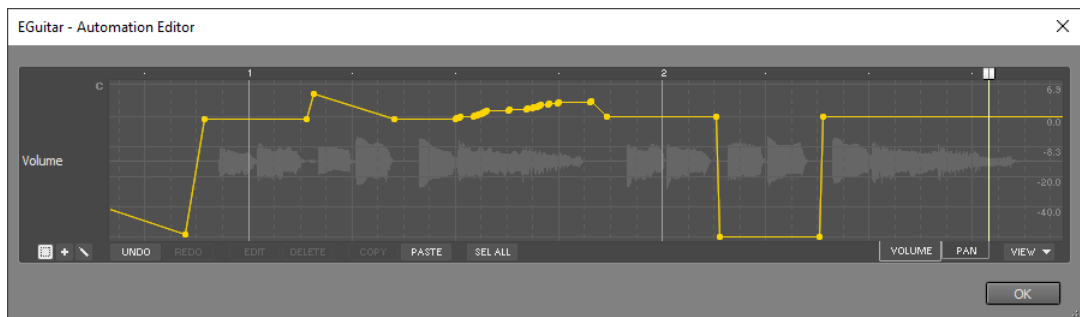 EGuitar - Automation Editor
1 2
C
6.3
0.0
Volume
-6.3
-20.0
-40.0
UNDO REDO EDIT DELETE COPY PASTE SEL ALL VOLUME PAN VIEW
OK